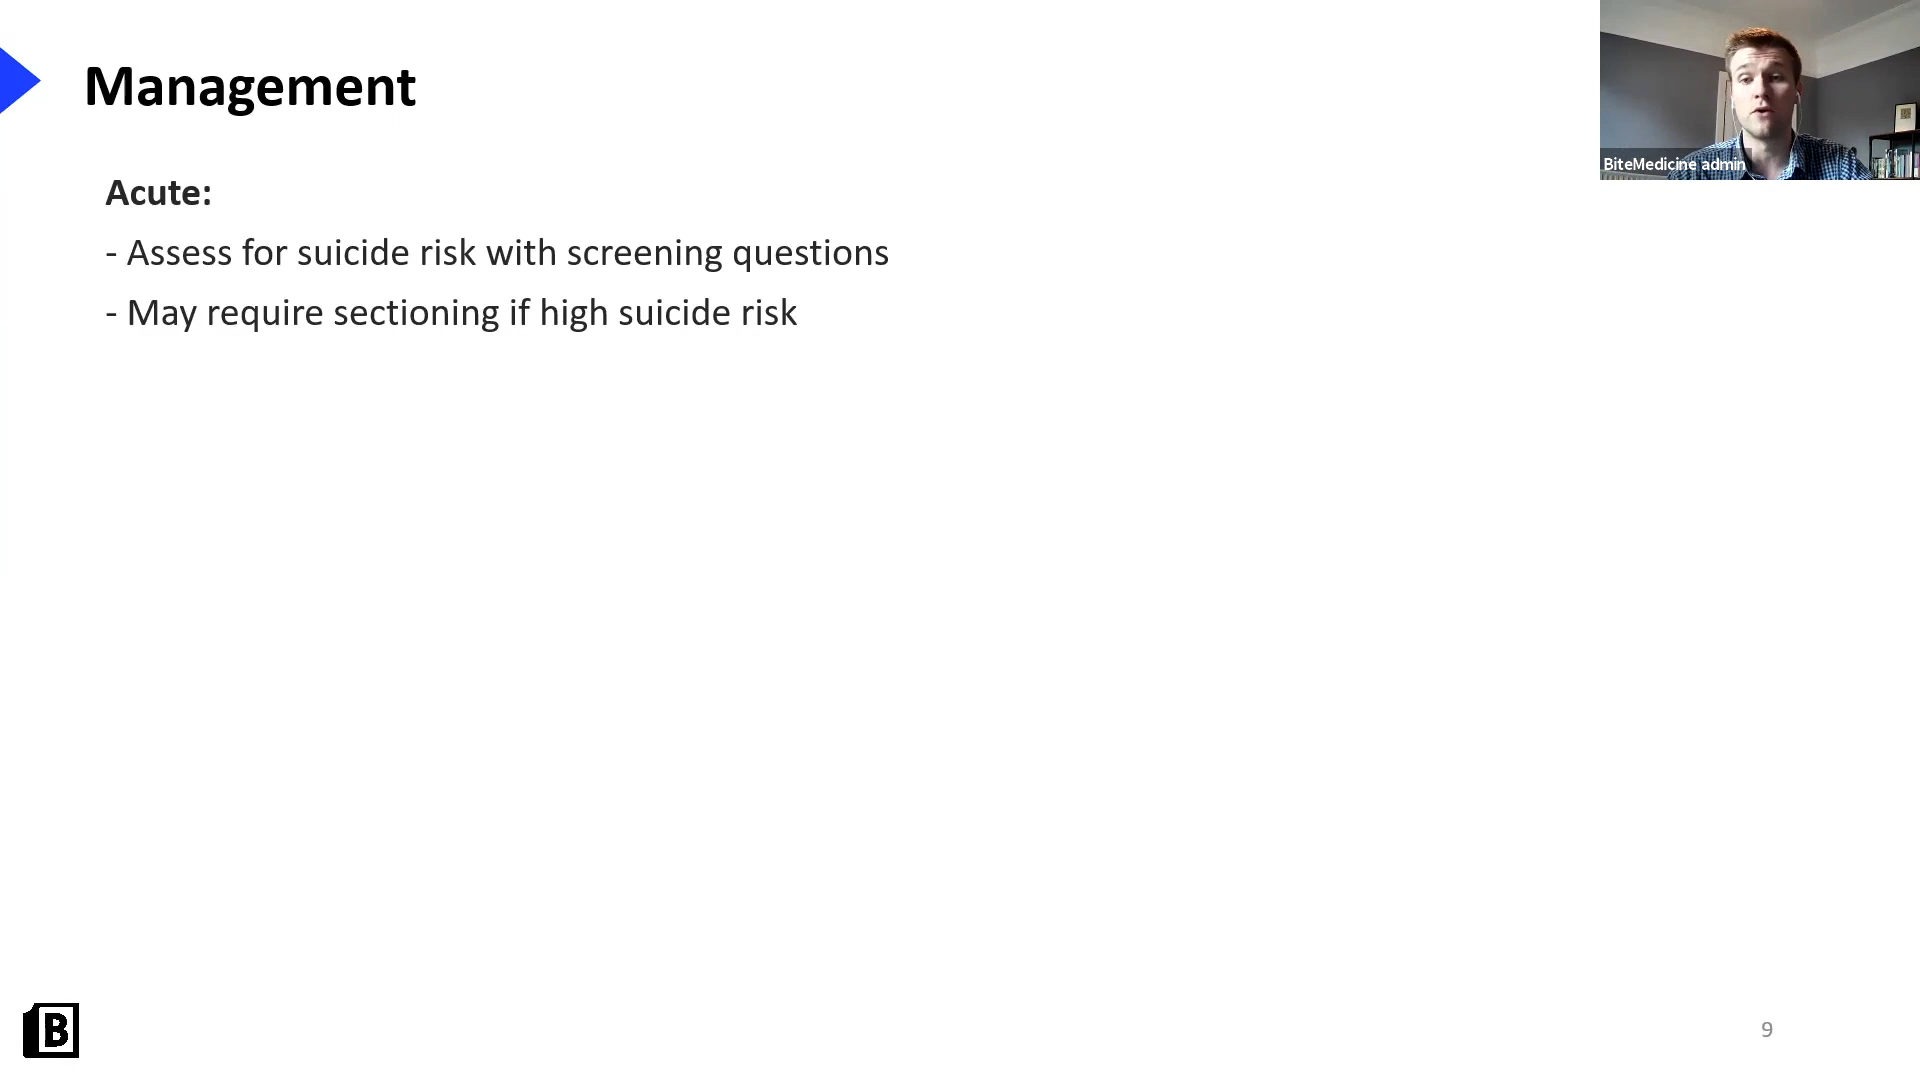 Management
BiteMedicine admin
Acute:
- Assess for suicide risk with screening questions
- May require sectioning if high suicide risk
B
9